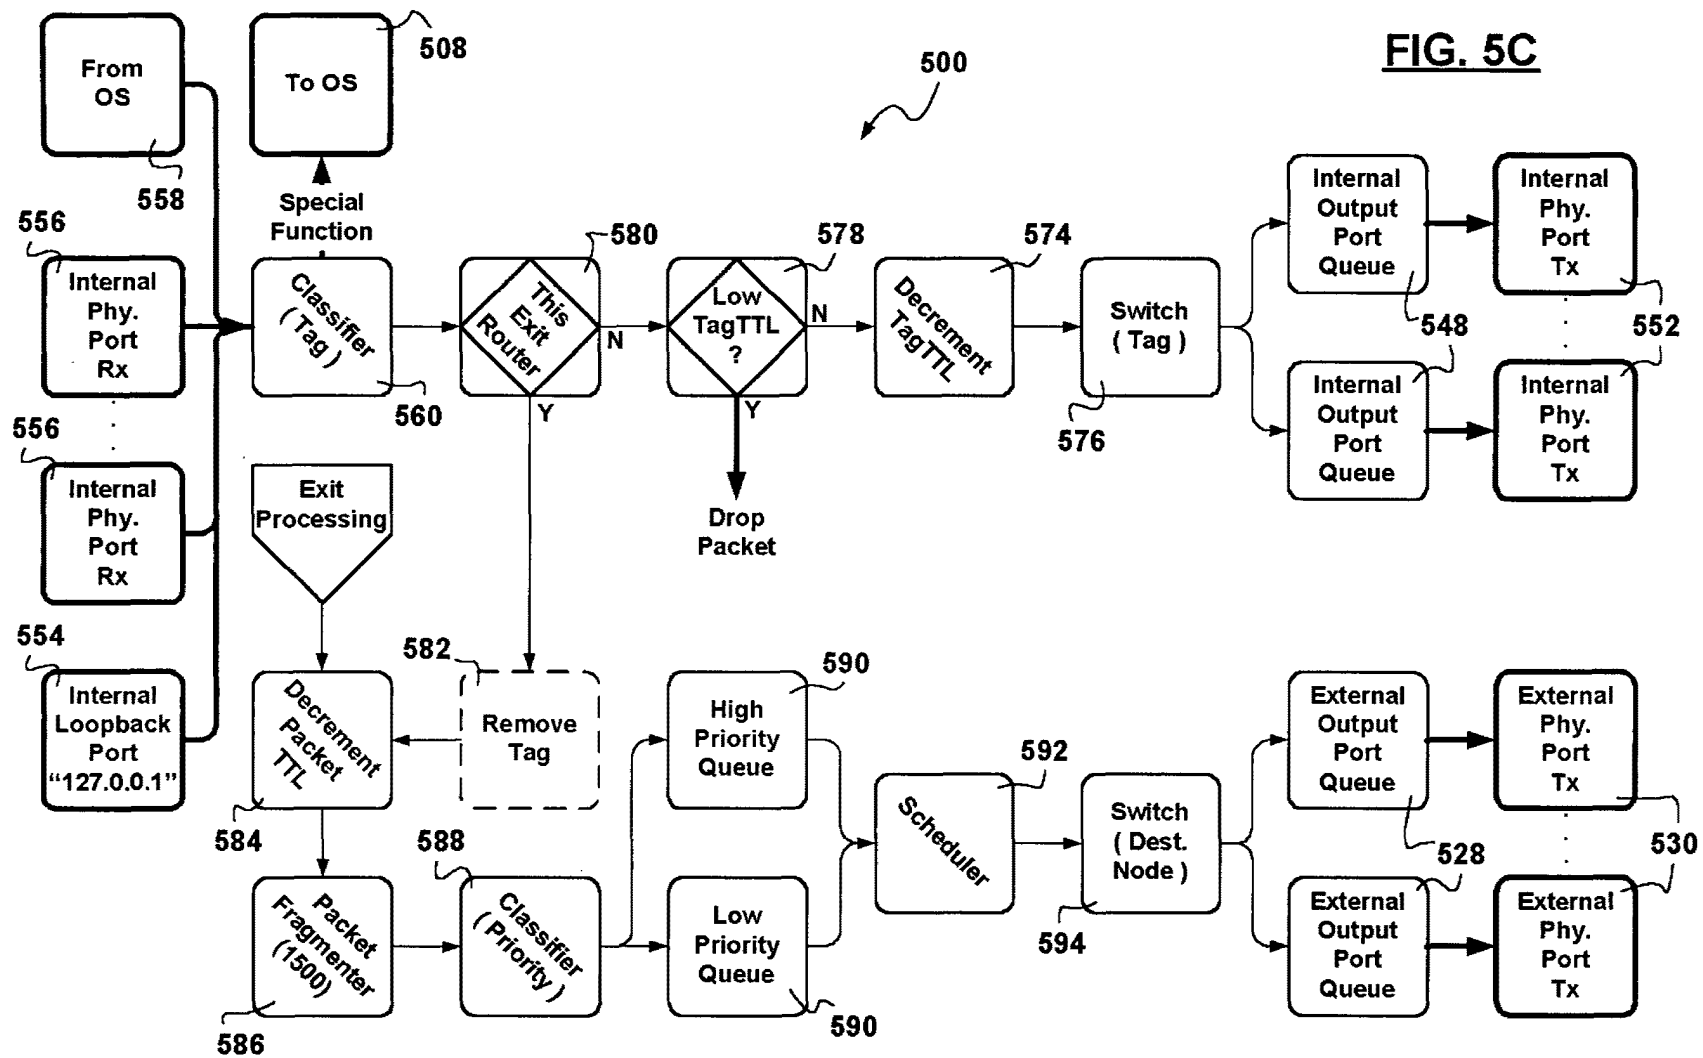 FIG. 5C
500
From
OS
558
To OS
508
Special
Function
556
Internal
Phy.
Port
Rx
Classifier
( Tag )
560
This
Exit
Router
580
N
Y
Low
TagTTL
?
578
N
Y
Drop
Packet
Decrement
TagTTL
574
Switch
( Tag )
576
Internal
Output
Port
Queue
548
Internal
Phy.
Port
Tx
552
Internal
Output
Port
Queue
Internal
Phy.
Port
Tx
556
Internal
Phy.
Port
Rx
Exit
Processing
554
Internal
Loopback
Port
“127.0.0.1”
Decrement
Packet
TTL
584
582
Remove
Tag
590
High
Priority
Queue
Packet
Fragmenter
(1500)
586
588
Classifier
( Priority )
Low
Priority
Queue
590
592
Scheduler
Switch
( Dest.
Node )
594
External
Output
Port
Queue
528
External
Phy.
Port
Tx
530
External
Output
Port
Queue
External
Phy.
Port
Tx